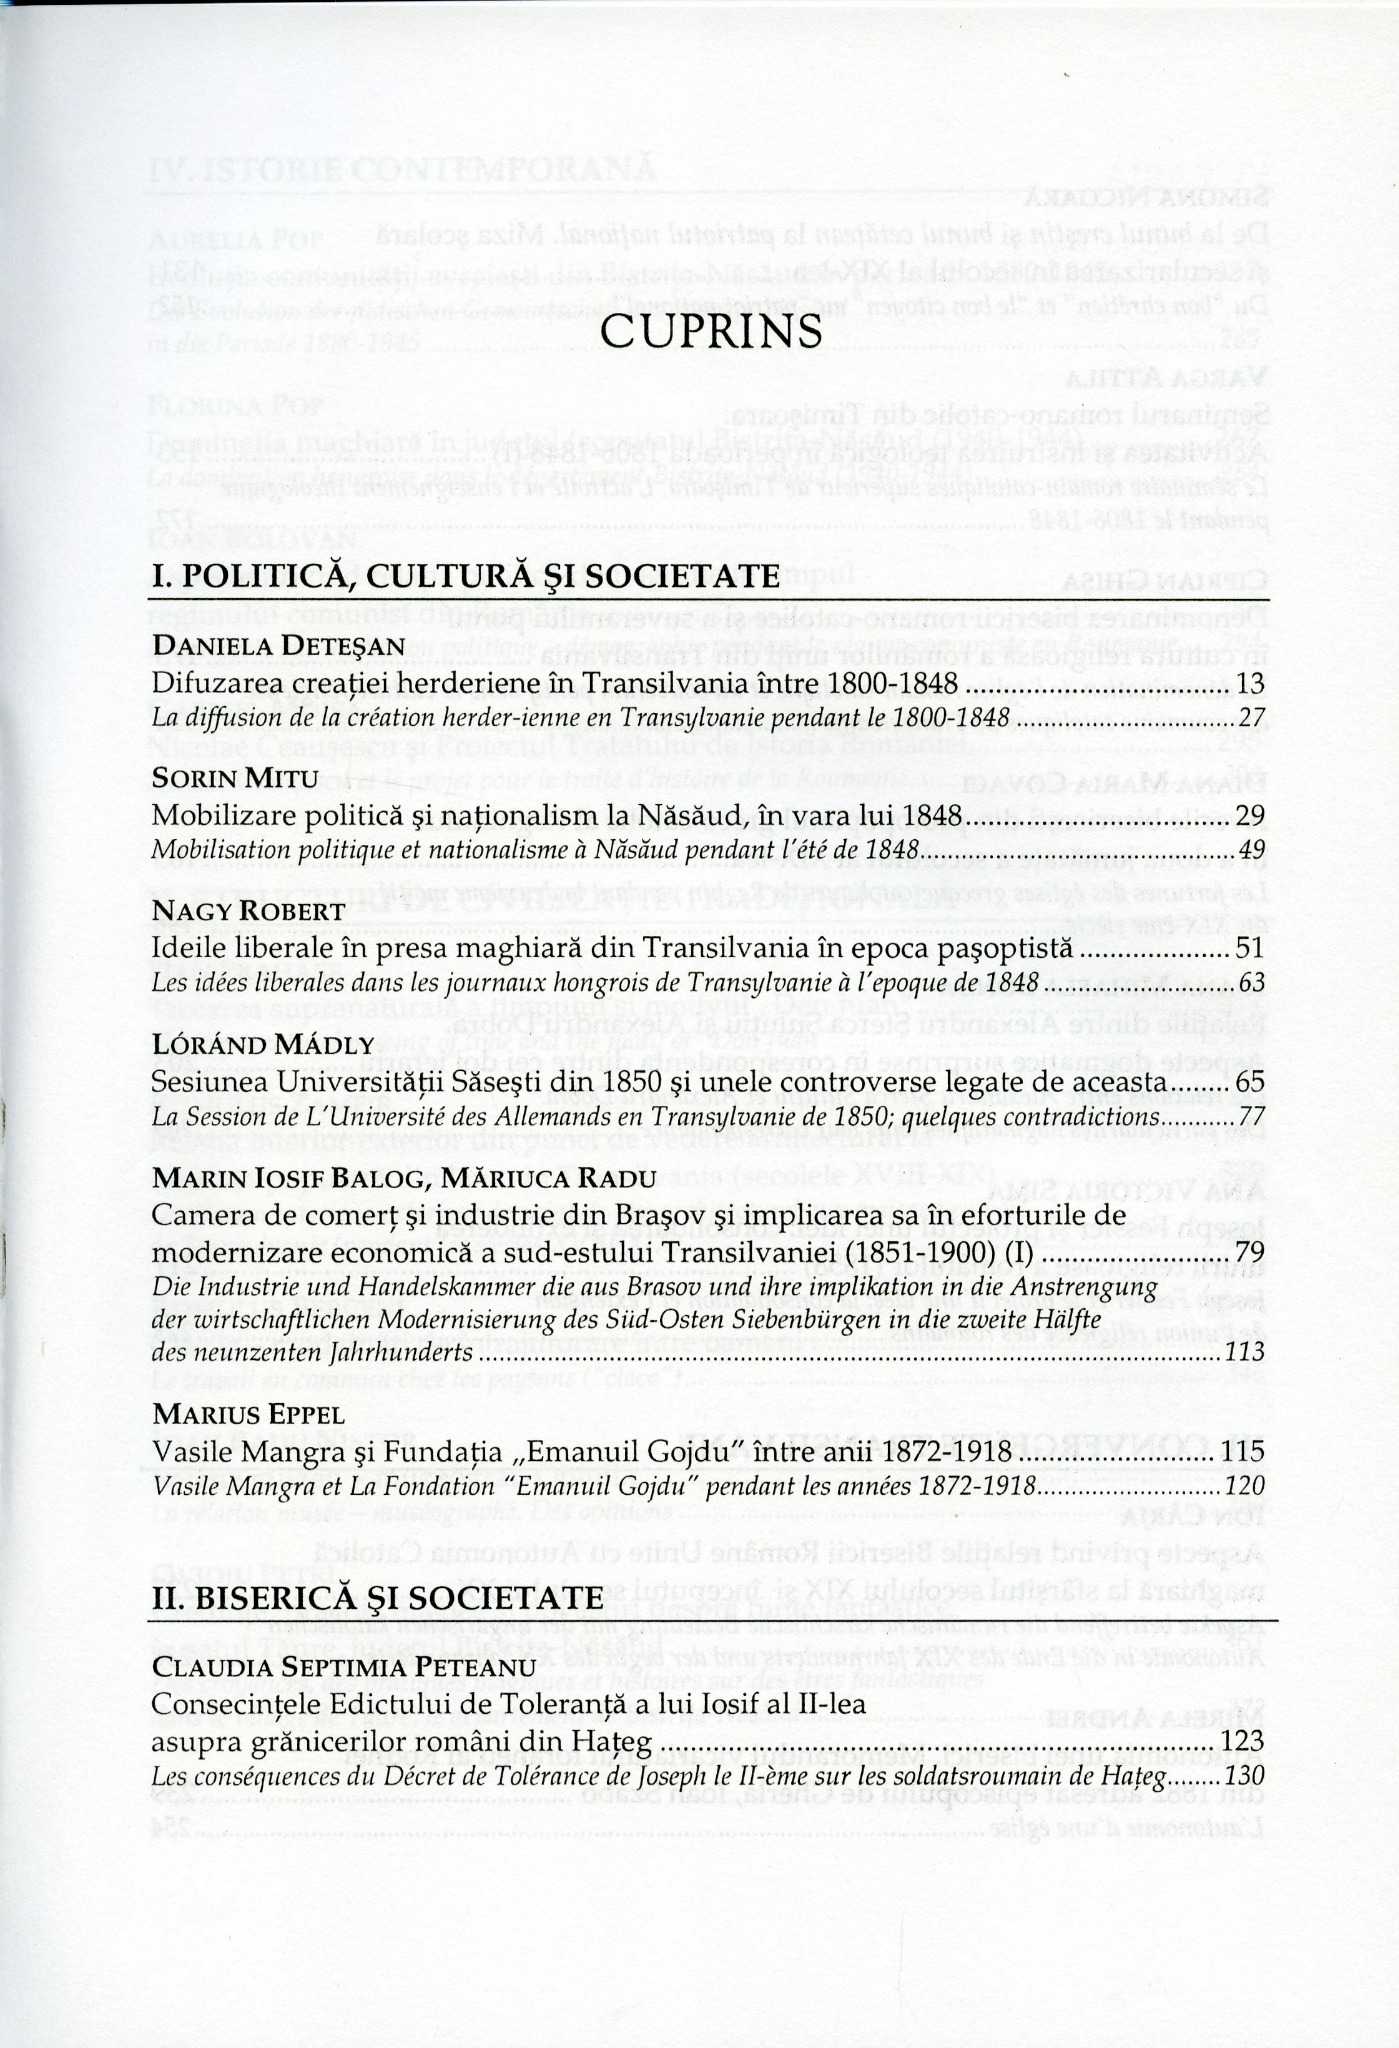 CUPRINS
I. POLITICĂ, CULTURĂ ŞI SOCIETATE
DANIELA DETEŞAN
Difuzarea creaţiei herderiene în Transilvania între 1800-1848 ... 13
La diffusion de la création herder-ienne en Transylvanie pendant le 1800-1848 ... 27
SORIN MITU
Mobilizare politică şi naţionalism la Năsăud, în vara lui 1848 ... 29
Mobilisation politique et nationalisme à Năsăud pendant l'été de 1848 ... 49
NAGY ROBERT
Ideile liberale în presa maghiară din Transilvania în epoca paşoptistă ... 51
Les idées liberales dans les journaux hongrois de Transylvanie à l'epoque de 1848 ... 63
LÓRÁND MÁDLY
Sesiunea Universităţii Săseşti din 1850 şi unele controverse legate de aceasta ... 65
La Session de L'Université des Allemands en Transylvanie de 1850; quelques contradictions ... 77
MARIN IOSIF BALOG, MĂRIUCA RADU
Camera de comerţ şi industrie din Braşov şi implicarea sa în eforturile de
modernizare economică a sud-estului Transilvaniei (1851-1900) (I) ... 79
Die Industrie und Handelskammer die aus Brasov und ihre implikation in die Anstrengung
der wirtschaftlichen Modernisierung des Süd-Osten Siebenbürgen in die zweite Hälfte
des neunzenten Jahrhunderts ... 113
MARIUS EPPEL
Vasile Mangra şi Fundaţia „Emanuil Gojdu" între anii 1872-1918 ... 115
Vasile Mangra et La Fondation "Emanuil Gojdu" pendant les années 1872-1918 ... 120
II. BISERICĂ ŞI SOCIETATE
CLAUDIA SEPTIMIA PETEANU
Consecinţele Edictului de Toleranţă a lui Iosif al II-lea
asupra grănicerilor români din Haţeg ... 123
Les conséquences du Décret de Tolérance de Joseph le II-ème sur les soldatsroumain de Haţeg ... 130